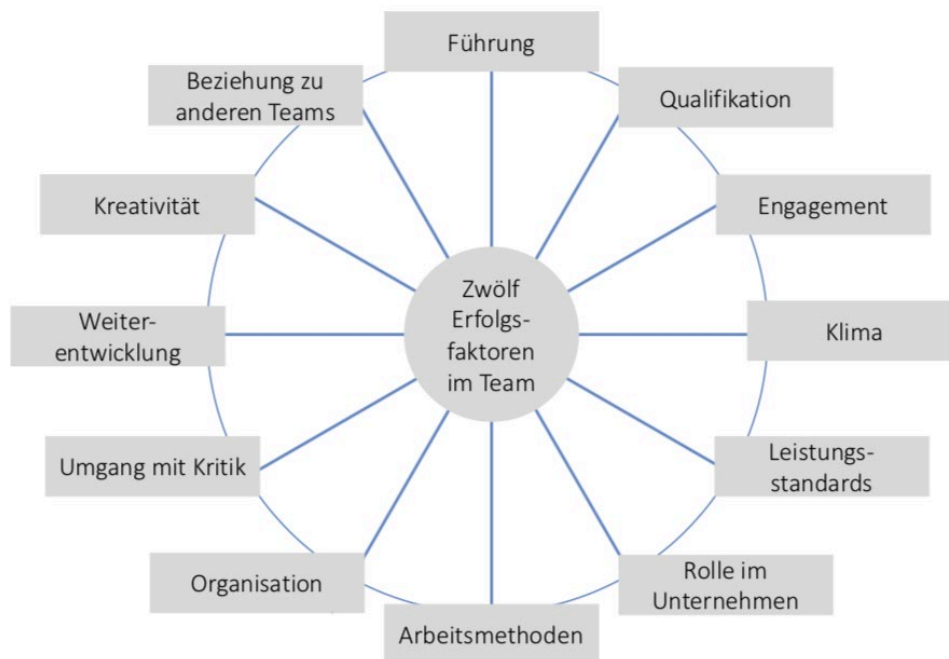 Führung
Qualifikation
Engagement
Klima
Leistungs-
standards
Rolle im
Unternehmen
Arbeitsmethoden
Organisation
Umgang mit Kritik
Weiter-
entwicklung
Kreativität
Beziehung zu
anderen Teams
Zwölf
Erfolgs-
faktoren
im Team